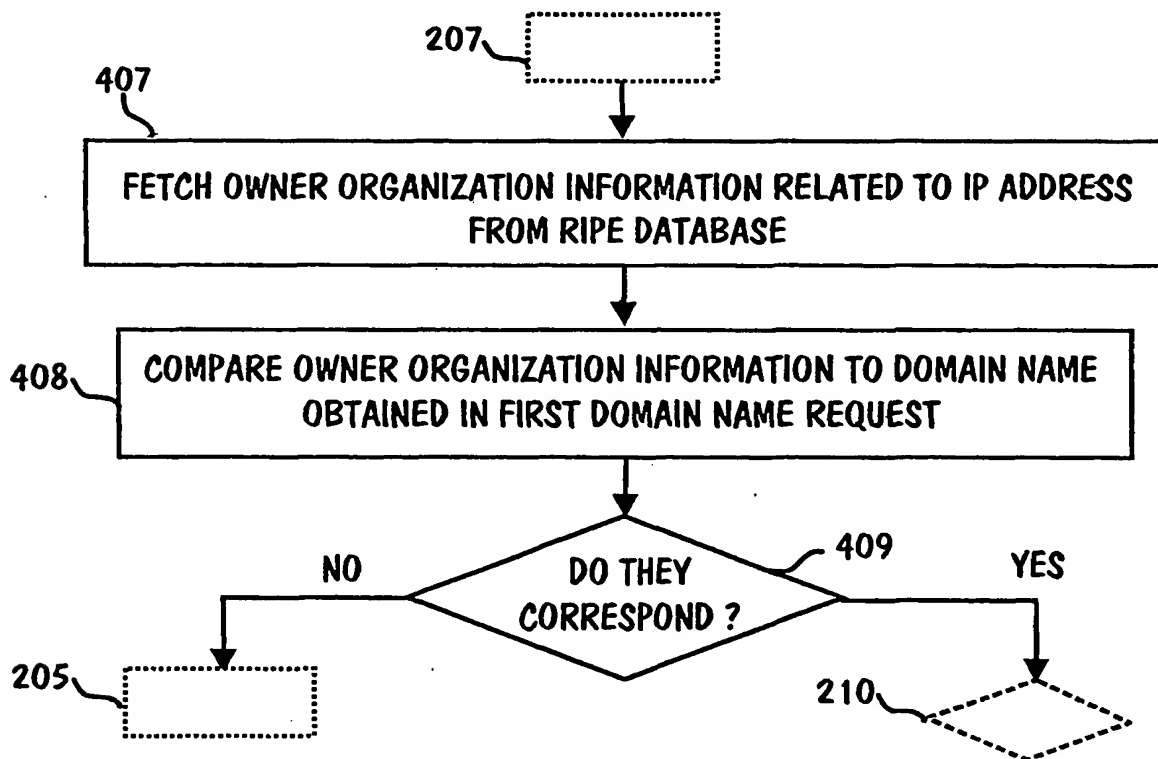 207
407
FETCH OWNER ORGANIZATION INFORMATION RELATED TO IP ADDRESS
FROM RIPE DATABASE
408
COMPARE OWNER ORGANIZATION INFORMATION TO DOMAIN NAME
OBTAINED IN FIRST DOMAIN NAME REQUEST
409
NO
DO THEY
YES
CORRESPOND ?
205
210